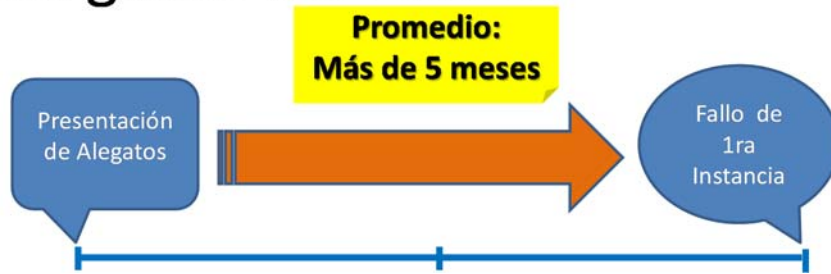 Promedio:
Más de 5 meses
Presentación
de Alegatos
Fallo de
1ra
Instancia